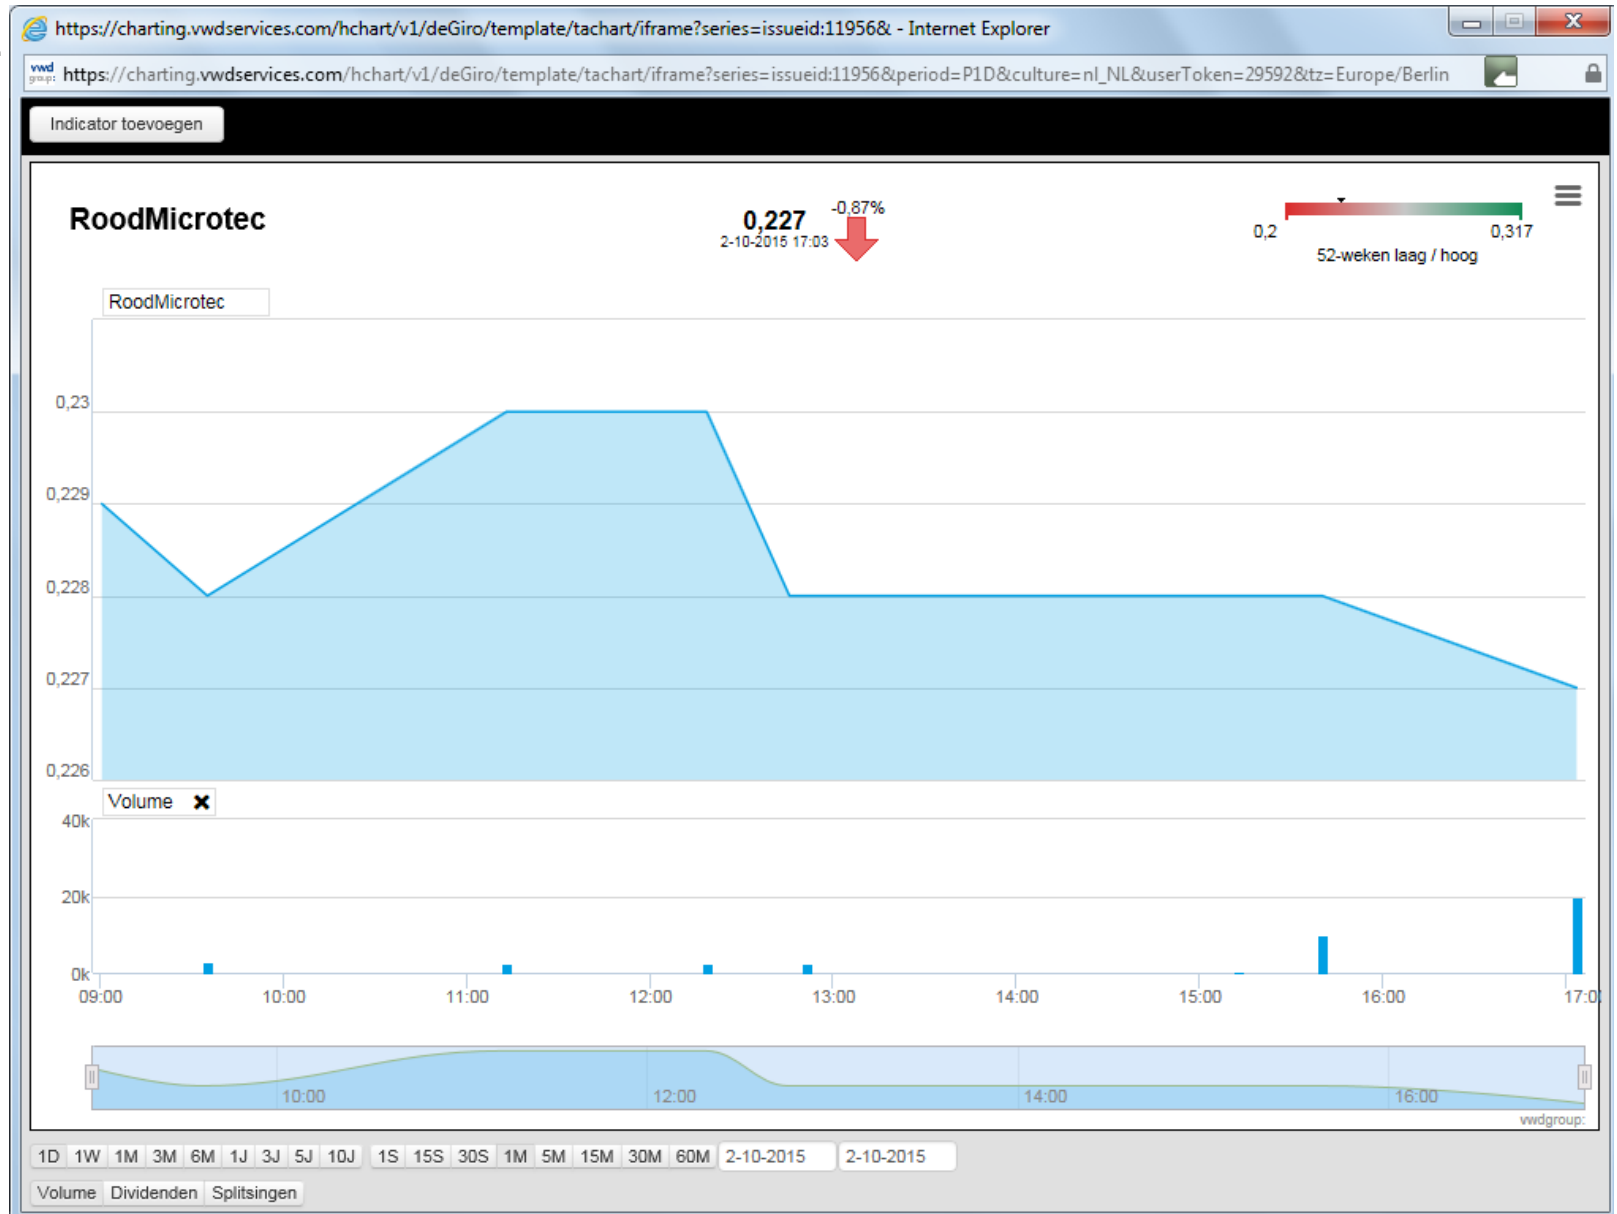 https://charting.vwdservices.com/hchart/v1/deGiro/template/tachart/iframe?series=issueid:11956& - Internet Explorer
vwd group: https://charting.vwdservices.com/hchart/v1/deGiro/template/tachart/iframe?series=issueid:11956&period=P1D&culture=nl_NL&userToken=29592&tz=Europe/Berlin
Indicator toevoegen
RoodMicrotec
0,227
-0,87%
2-10-2015 17:03
0,2
0,317
52-weken laag / hoog
RoodMicrotec
0,23
0,229
0,228
0,227
0,226
Volume
40k
20k
0k
09:00 10:00 11:00 12:00 13:00 14:00 15:00 16:00 17:0
10:00 12:00 14:00 16:00
vwdgroup:
1D 1W 1M 3M 6M 1J 3J 5J 10J 1S 15S 30S 1M 5M 15M 30M 60M 2-10-2015 2-10-2015
Volume Dividenden Splitsingen